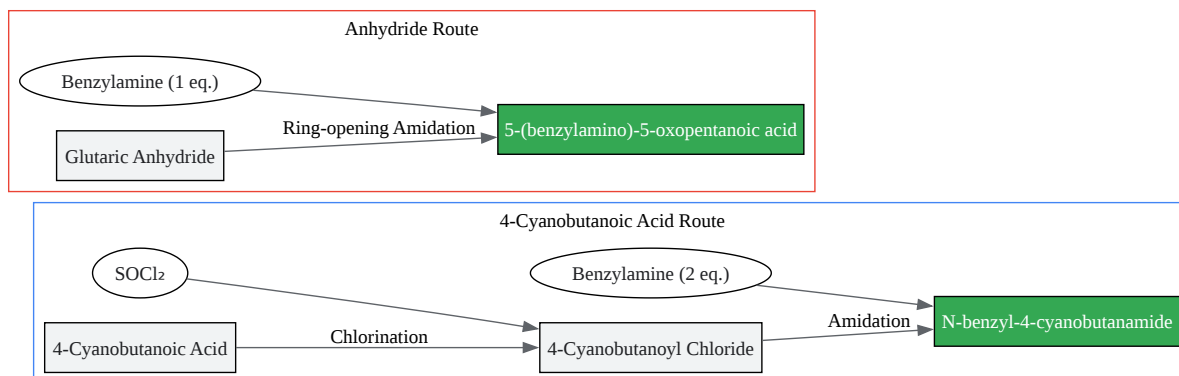 Anhydride Route
Benzylamine (1 eq.)
Ring-opening Amidation
5-(benzylamino)-5-oxopentanoic acid
Glutaric Anhydride
4-Cyanobutanoic Acid Route
SOCl₂
Benzylamine (2 eq.)
4-Cyanobutanoic Acid
Chlorination
4-Cyanobutanoyl Chloride
Amidation
N-benzyl-4-cyanobutanamide